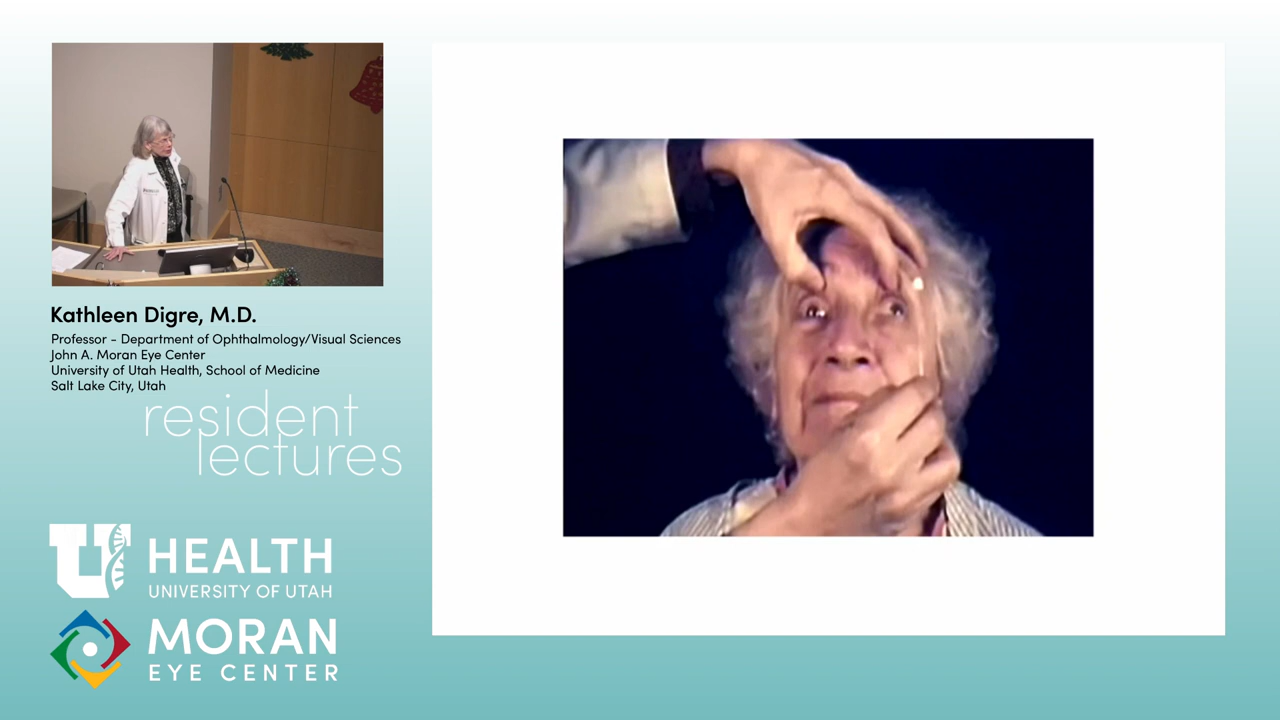 Kathleen Digre, M.D.
Professor - Department of Ophthalmology/Visual Sciences
John A. Moran Eye Center
University of Utah Health, School of Medicine
Salt Lake City, Utah
resident
lectures
U HEALTH
UNIVERSITY OF UTAH
MORAN
EYE CENTER